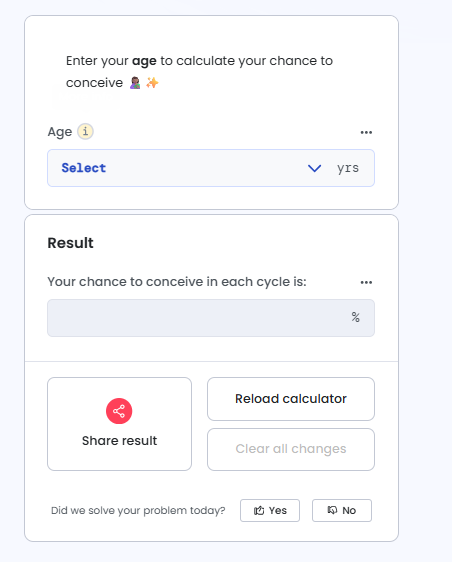 Enter your age to calculate your chance to
conceive 🤱🏾 ✨
Age i
Select yrs
Result
Your chance to conceive in each cycle is:
%
Share result
Reload calculator
Clear all changes
Did we solve your problem today? Yes No